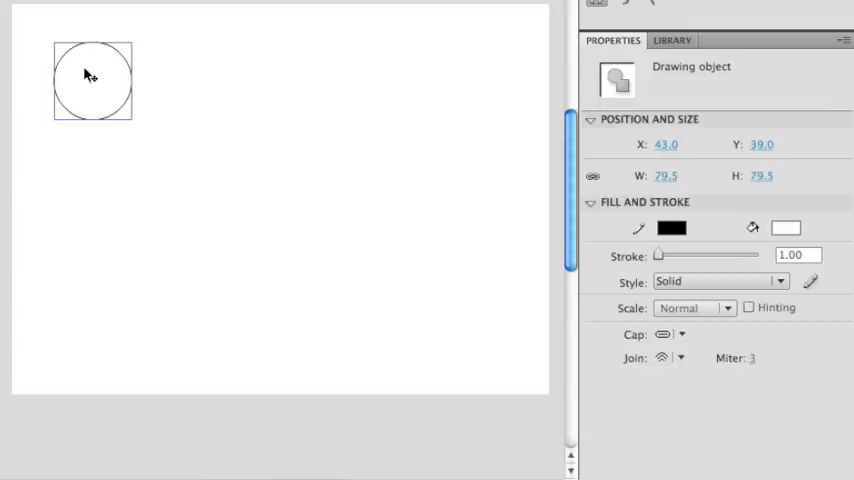 PROPERTIES LIBRARY
Drawing object
POSITION AND SIZE
X: 43.0 Y: 39.0
W: 79.5 H: 79.5
FILL AND STROKE
Stroke: 1.00
Style: Solid
Scale: Normal Hinting
Cap:
Join: Miter: 3